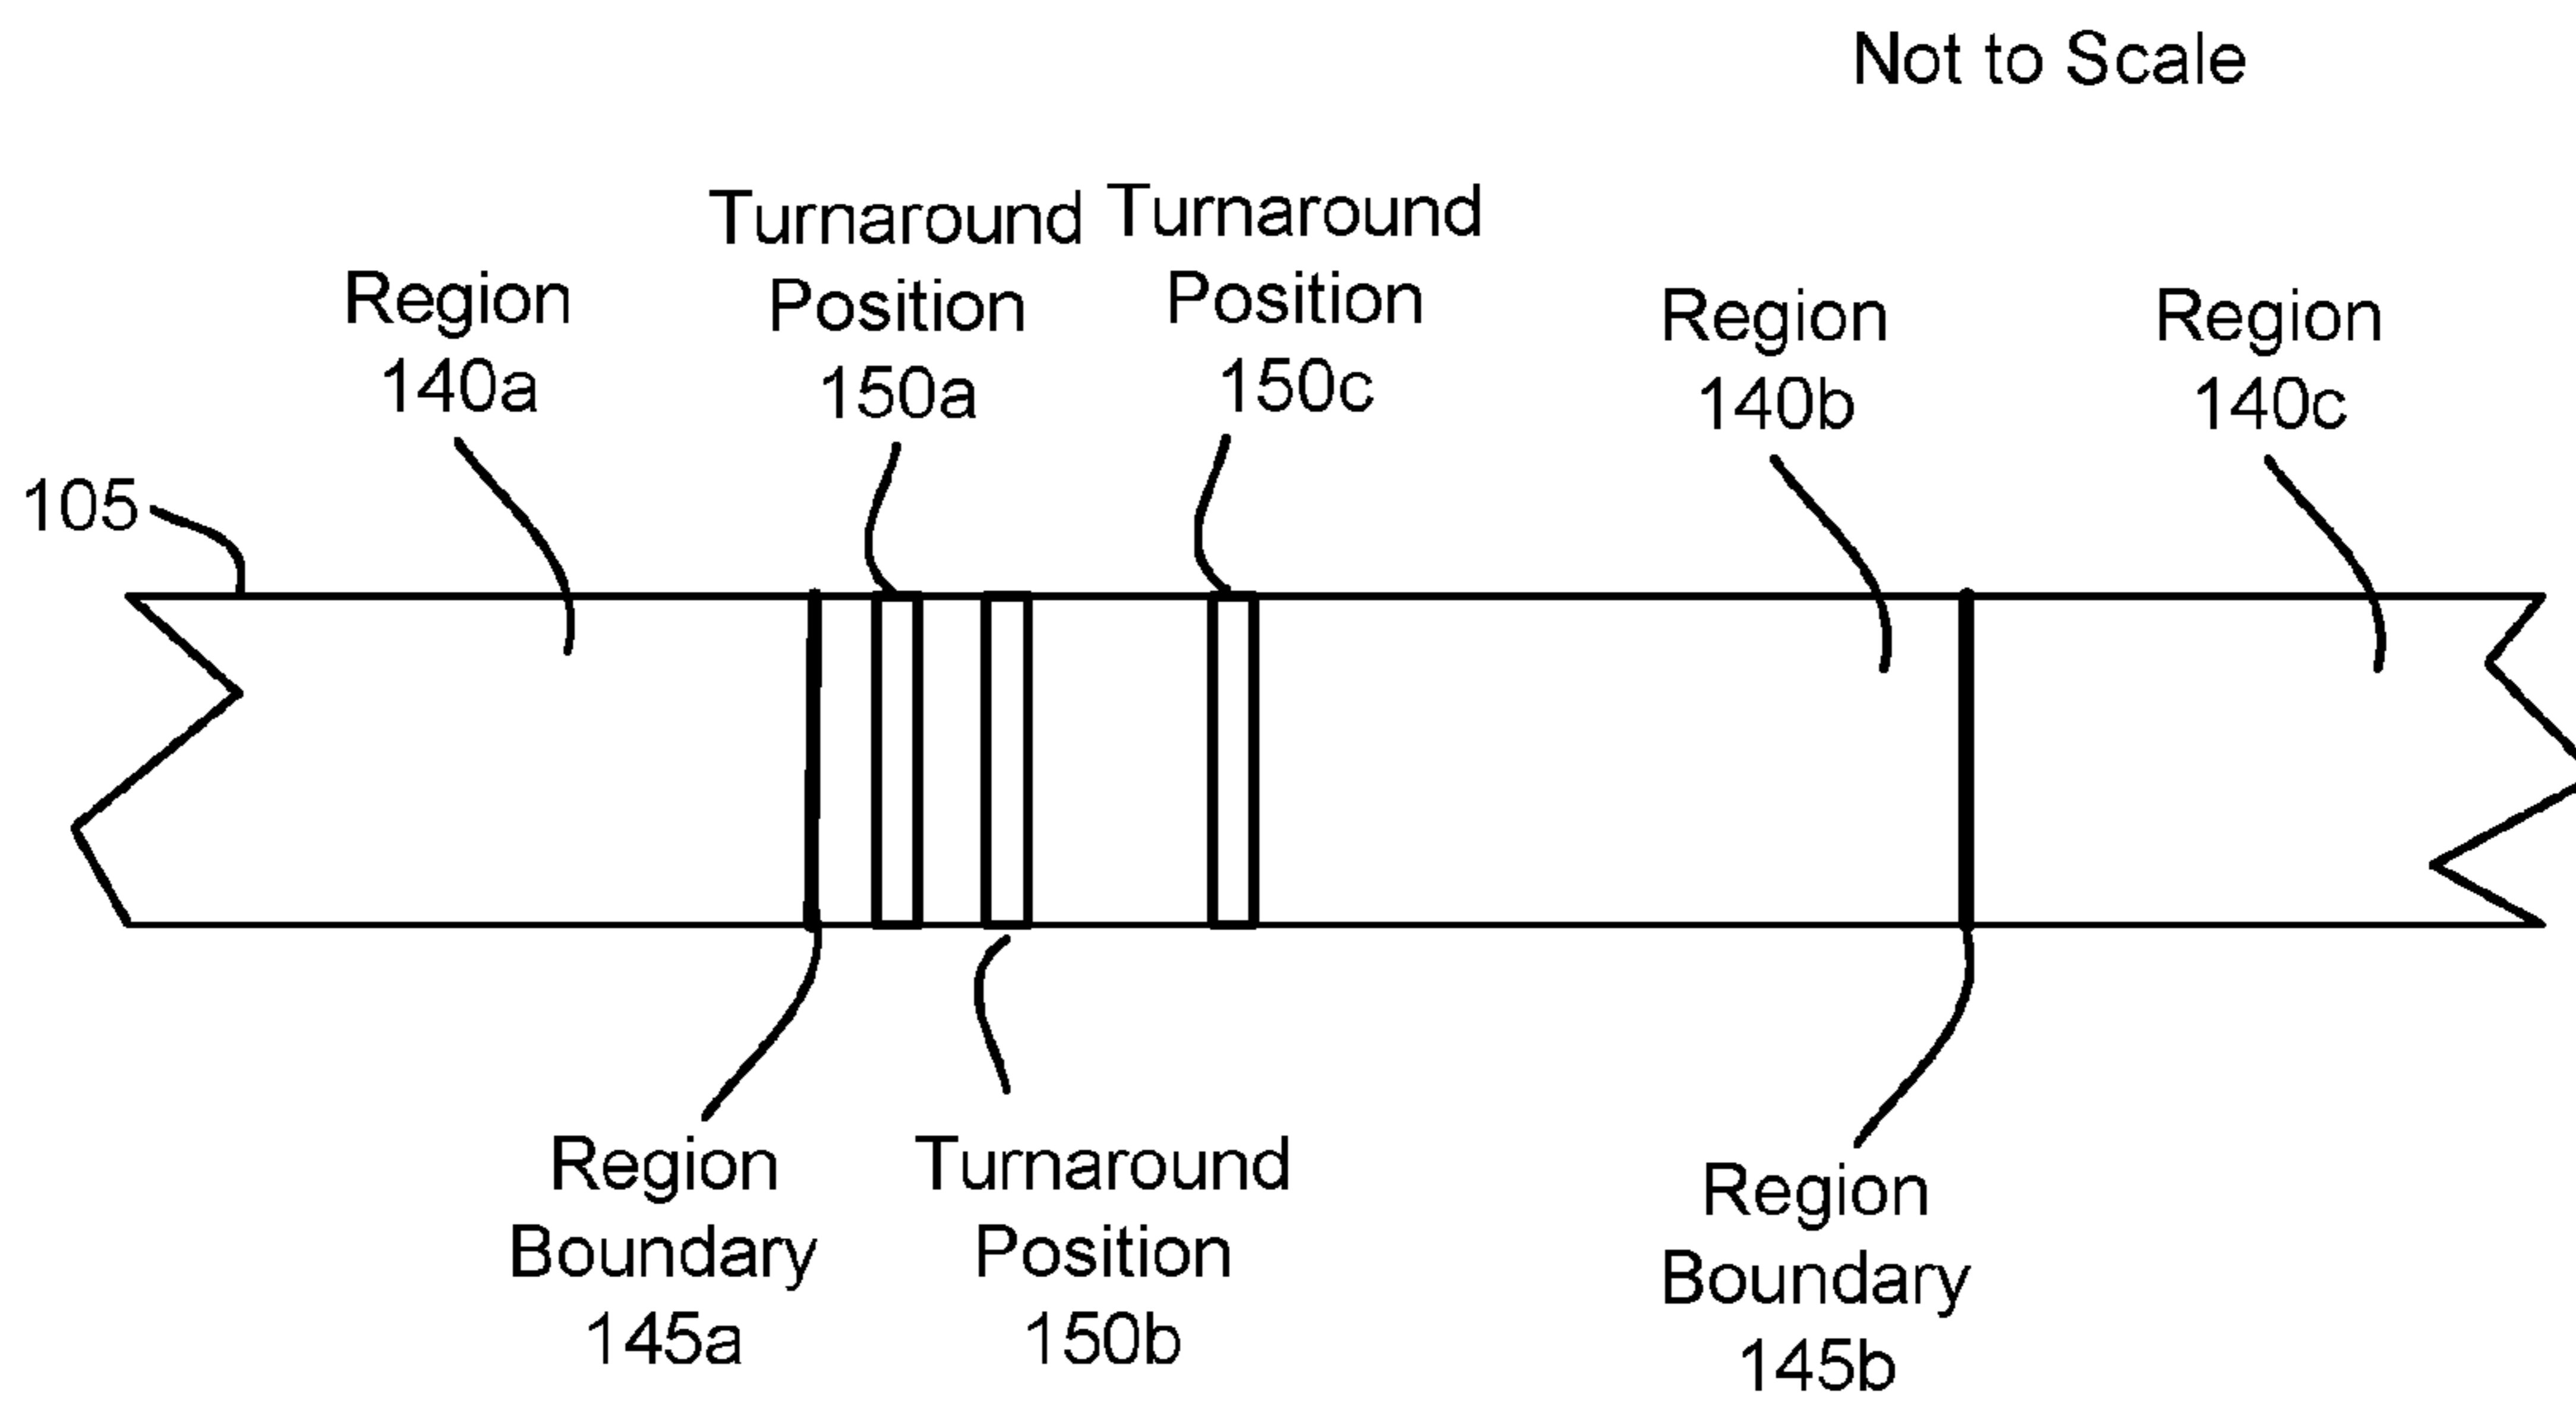 Not to Scale
Turnaround
Position
150a
Turnaround
Position
150c
Region
140a
Region
140b
Region
140c
105
Region
Boundary
145a
Turnaround
Position
150b
Region
Boundary
145b